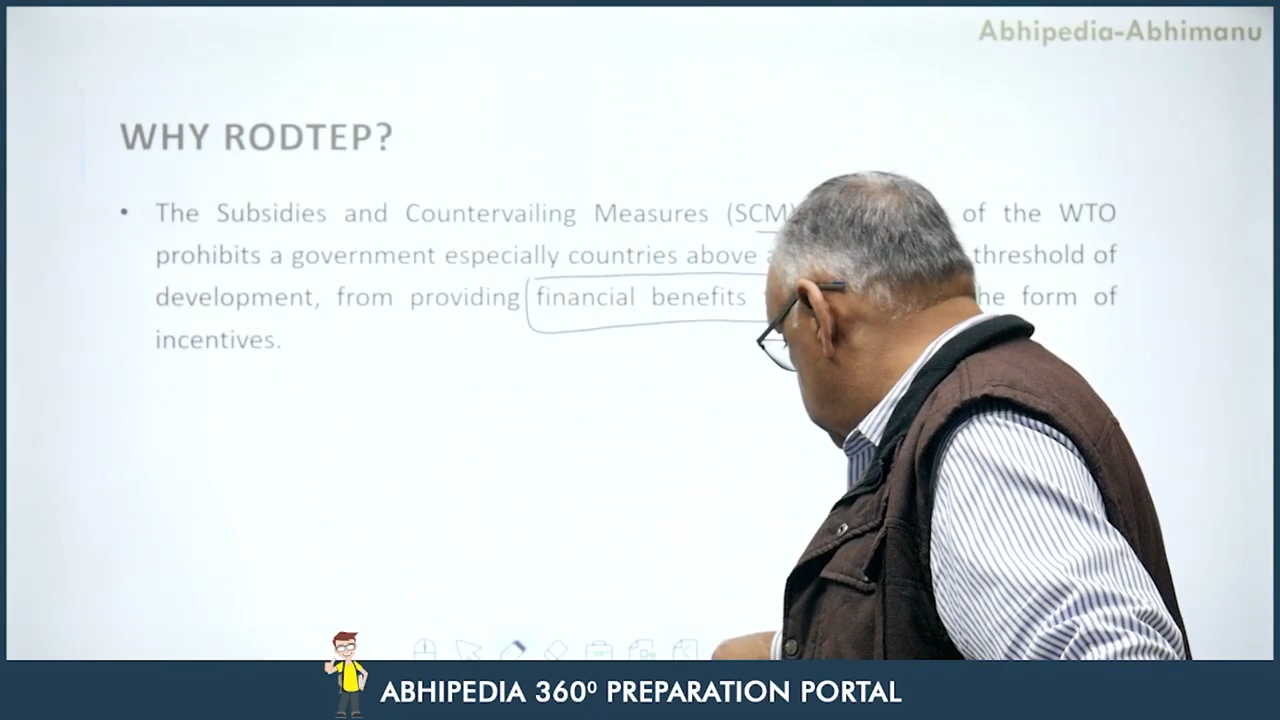 Abhipedia-Abhimanu
WHY RODTEP?
• The Subsidies and Countervailing Measures (SCM) of the WTO
prohibits a government especially countries above threshold of
development, from providing financial benefits form of
incentives.
ABHIPEDIA 360⁰ PREPARATION PORTAL